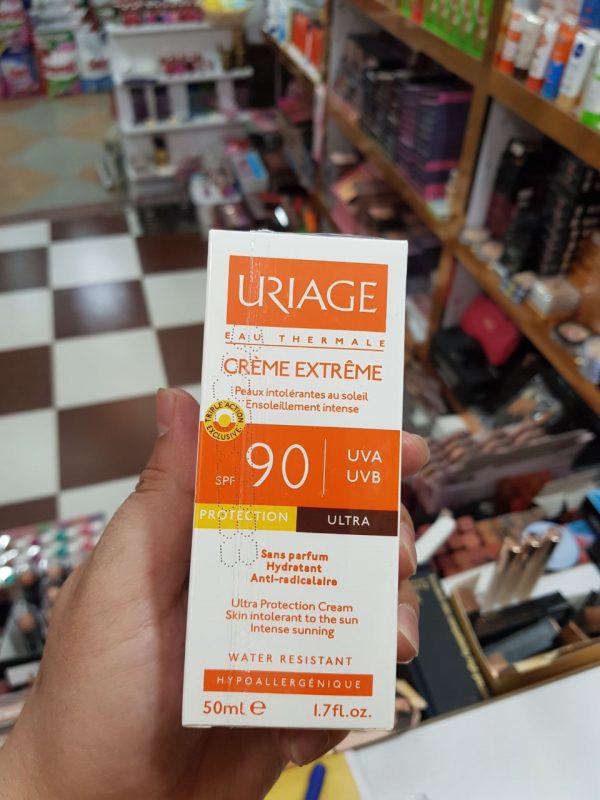 URIAGE
EAU THERMALE
CRÈME EXTRÊME
Peaux intolérantes au soleil
Ensoleillement intense
TRIPLE ACTION
EXCLUSIVE
SPF 90 UVA
UVB
PROTECTION ULTRA
Sans parfum
Hydratant
Anti-radicalaire
Ultra Protection Cream
Skin intolerant to the sun
Intense sunning
WATER RESISTANT
HYPOALLERGÉNIQUE
50ml e 1.7fl.oz.